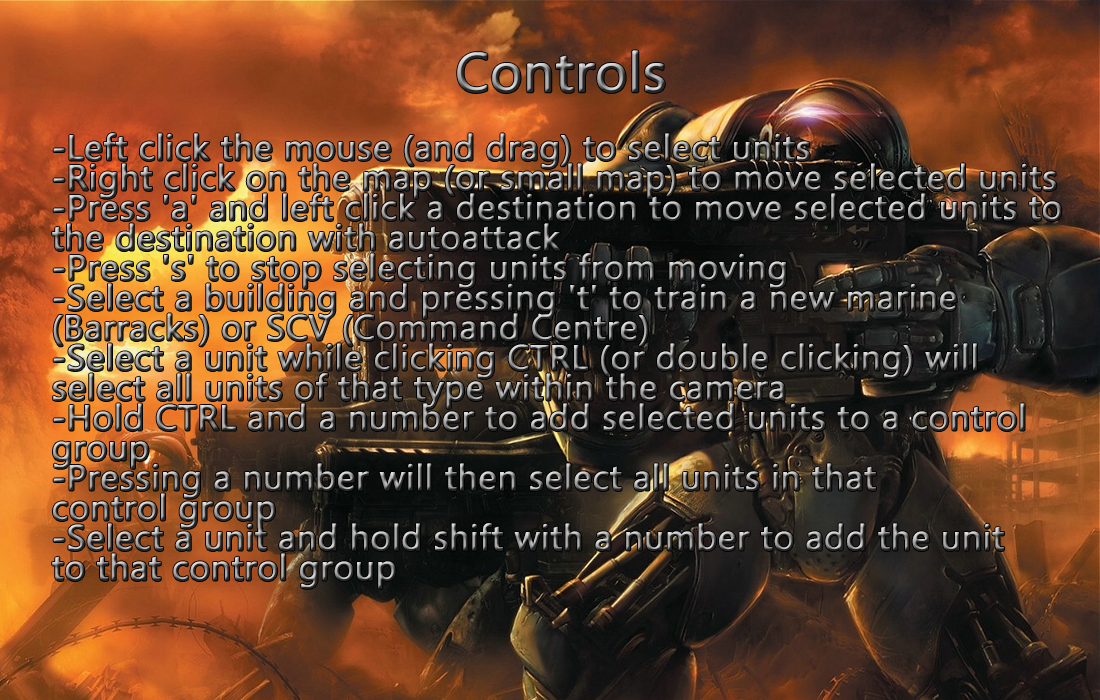 Controls
-Left click the mouse (and drag) to select units
-Right click on the map (or small map) to move selected units
-Press 'a' and left click a destination to move selected units to
the destination with autoattack
-Press 's' to stop selecting units from moving
-Select a building and pressing 't' to train a new marine
(Barracks) or SCV (Command Centre)
-Select a unit while clicking CTRL (or double clicking) will
select all units of that type within the camera
-Hold CTRL and a number to add selected units to a control
group
-Pressing a number will then select all units in that
control group
-Select a unit and hold shift with a number to add the unit
to that control group